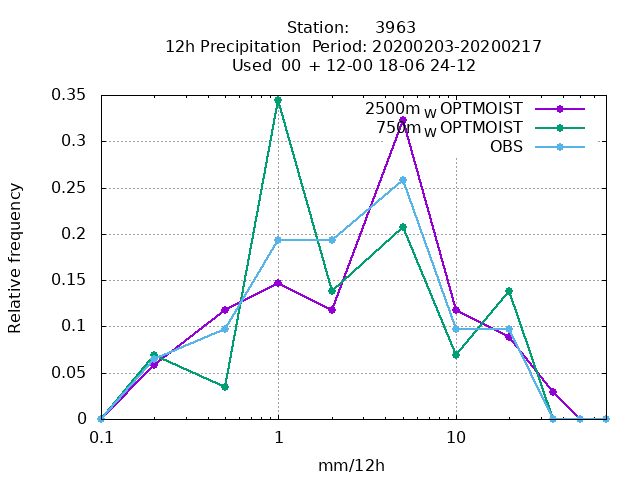 Station: 3963
12h Precipitation Period: 20200203-20200217
Used 00 + 12-00 18-06 24-12
2500m W OPTMOIST
750m W OPTMOIST
OBS
Relative frequency
0.35
0.3
0.25
0.2
0.15
0.1
0.05
0
0.1 1 10
mm/12h